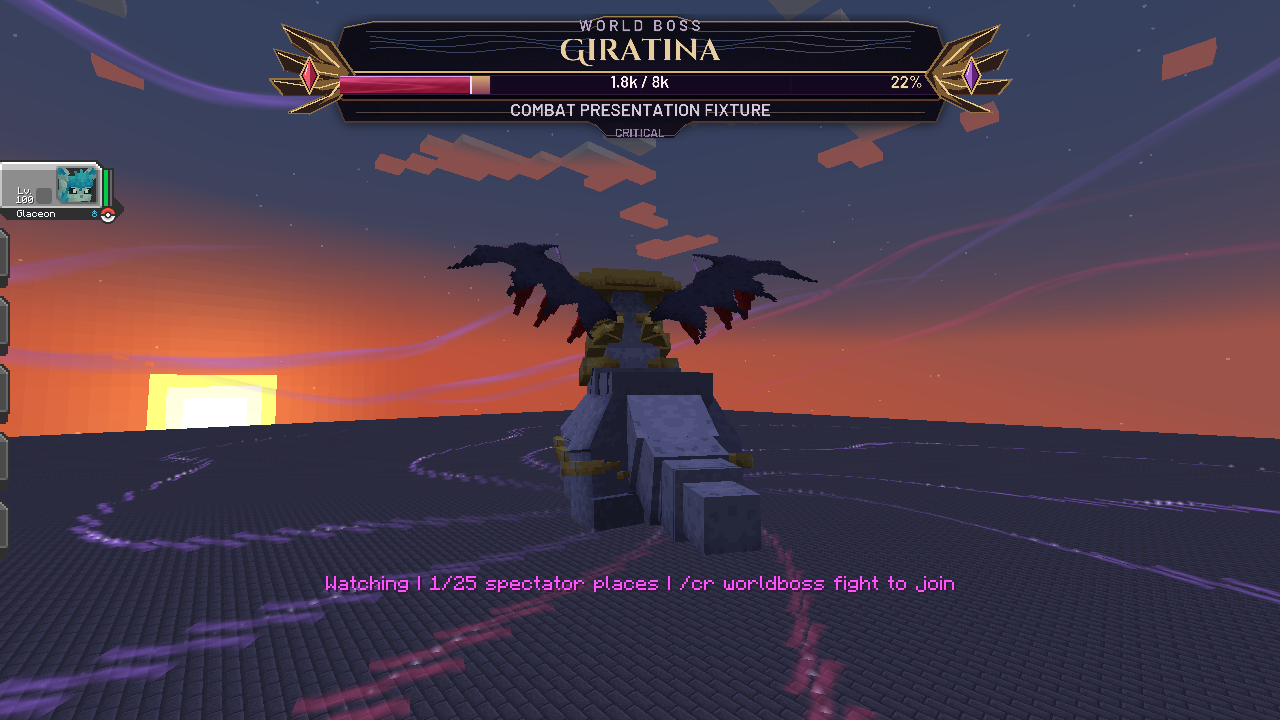 WORLD BOSS
GIRATINA
1.8k / 8k
22%
COMBAT PRESENTATION FIXTURE
CRITICAL
Lv.
100
Glaceon
Watching | 1/25 spectator places | /cr worldboss fight to join